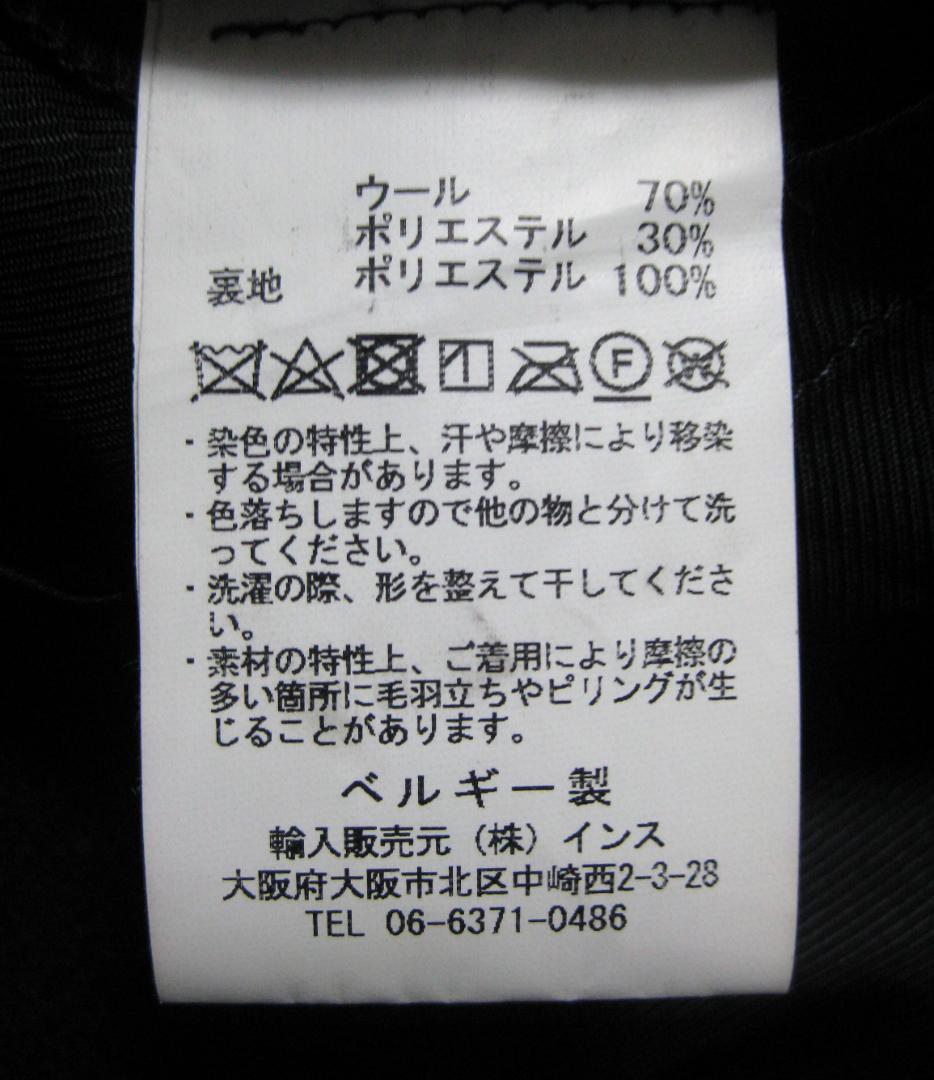 ウール 70%
ポリエステル 30%
裏地 ポリエステル 100%
F
W
・染色の特性上、汗や摩擦により移染
する場合があります。
・色落ちしますので他の物と分けて洗
ってください。
・洗濯の際、形を整えて干してくださ
い。
・素材の特性上、ご着用により摩擦の
多い箇所に毛羽立ちやピリングが生
じることがあります。
ベルギー製
輸入販売元（株）インス
大阪府大阪市北区中崎西2-3-28
TEL 06-6371-0486